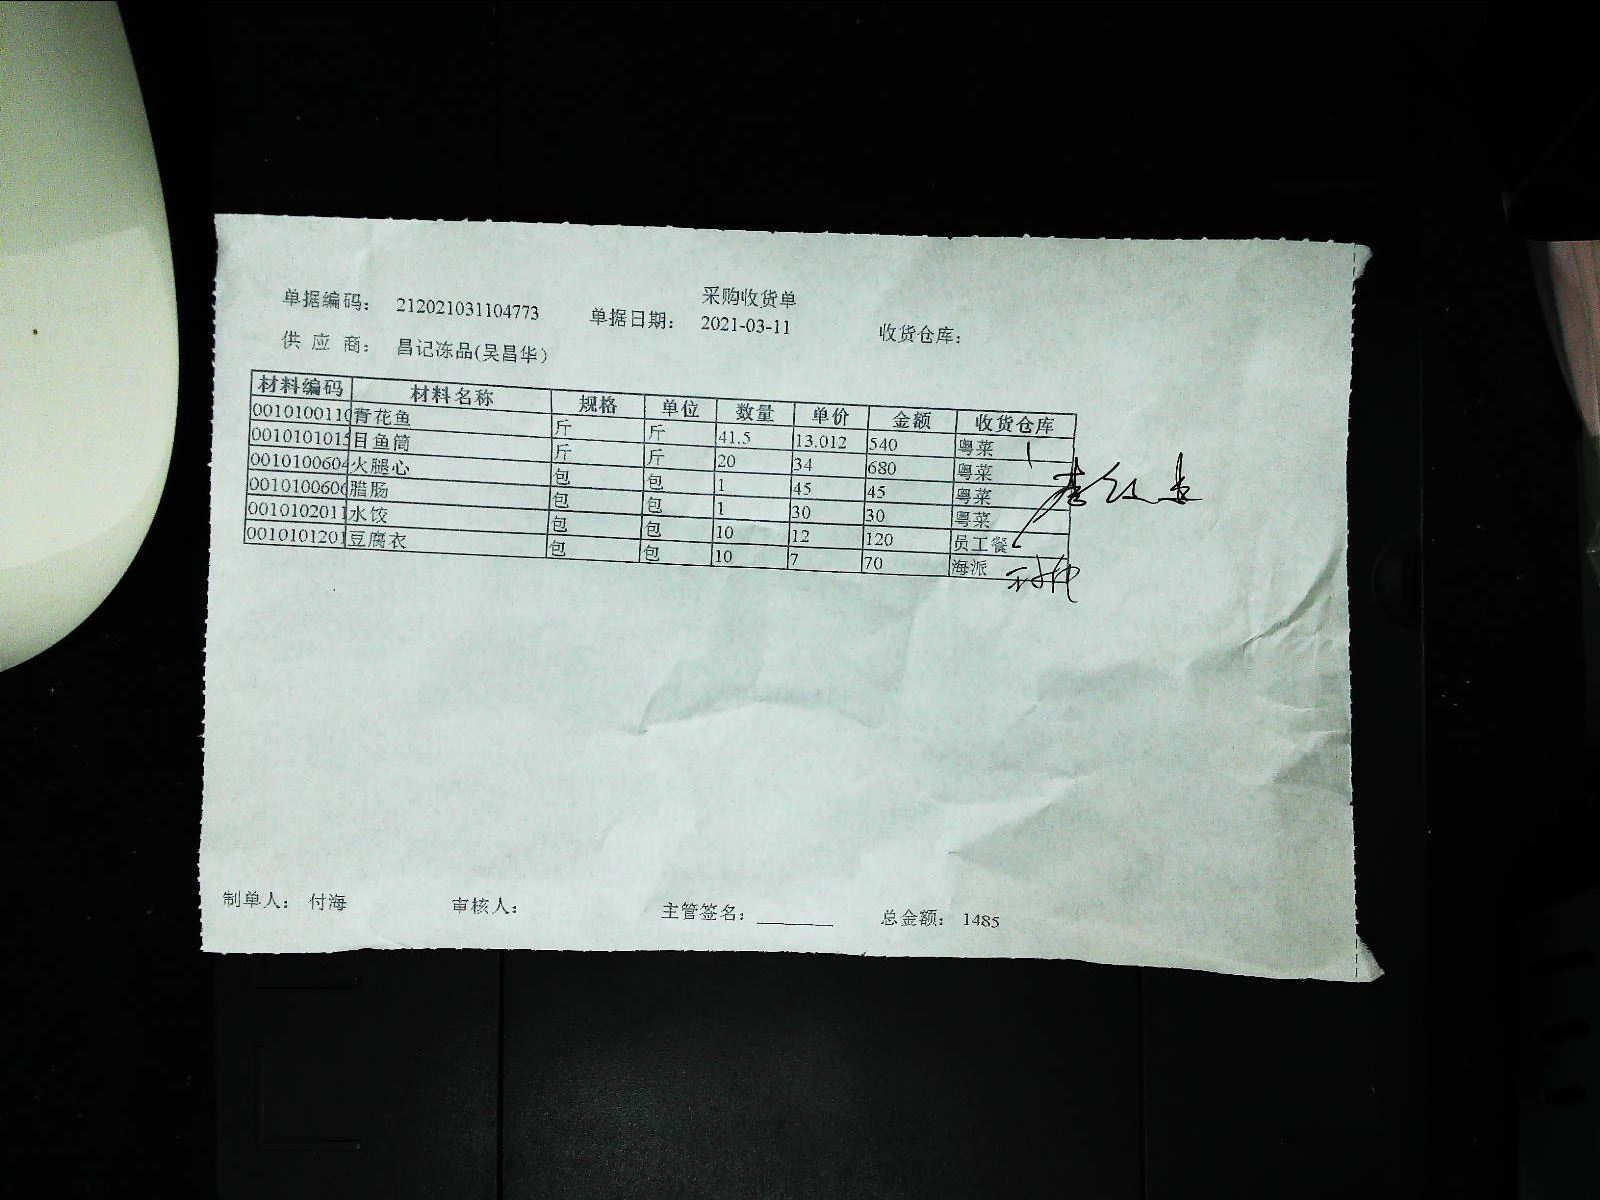 采购收货单
单据编码： 212021031104773 单据日期： 2021-03-11 收货仓库：
供 应 商： 昌记冻品(吴昌华)
材料编码 材料名称 规格 单位 数量 单价 金额 收货仓库
001010011 青花鱼 斤 斤 41.5 13.012 540 粤菜
001010101 目鱼筒 斤 斤 20 34 680 粤菜
001010060 火腿心 包 包 1 45 45 粤菜
001010060 腊肠 包 包 1 30 30 粤菜
001010201 水饺 包 包 10 12 120 员工餐
001010120 豆腐衣 包 包 10 7 70 海派
制单人： 付海 审核人： 主管签名： 总金额： 1485